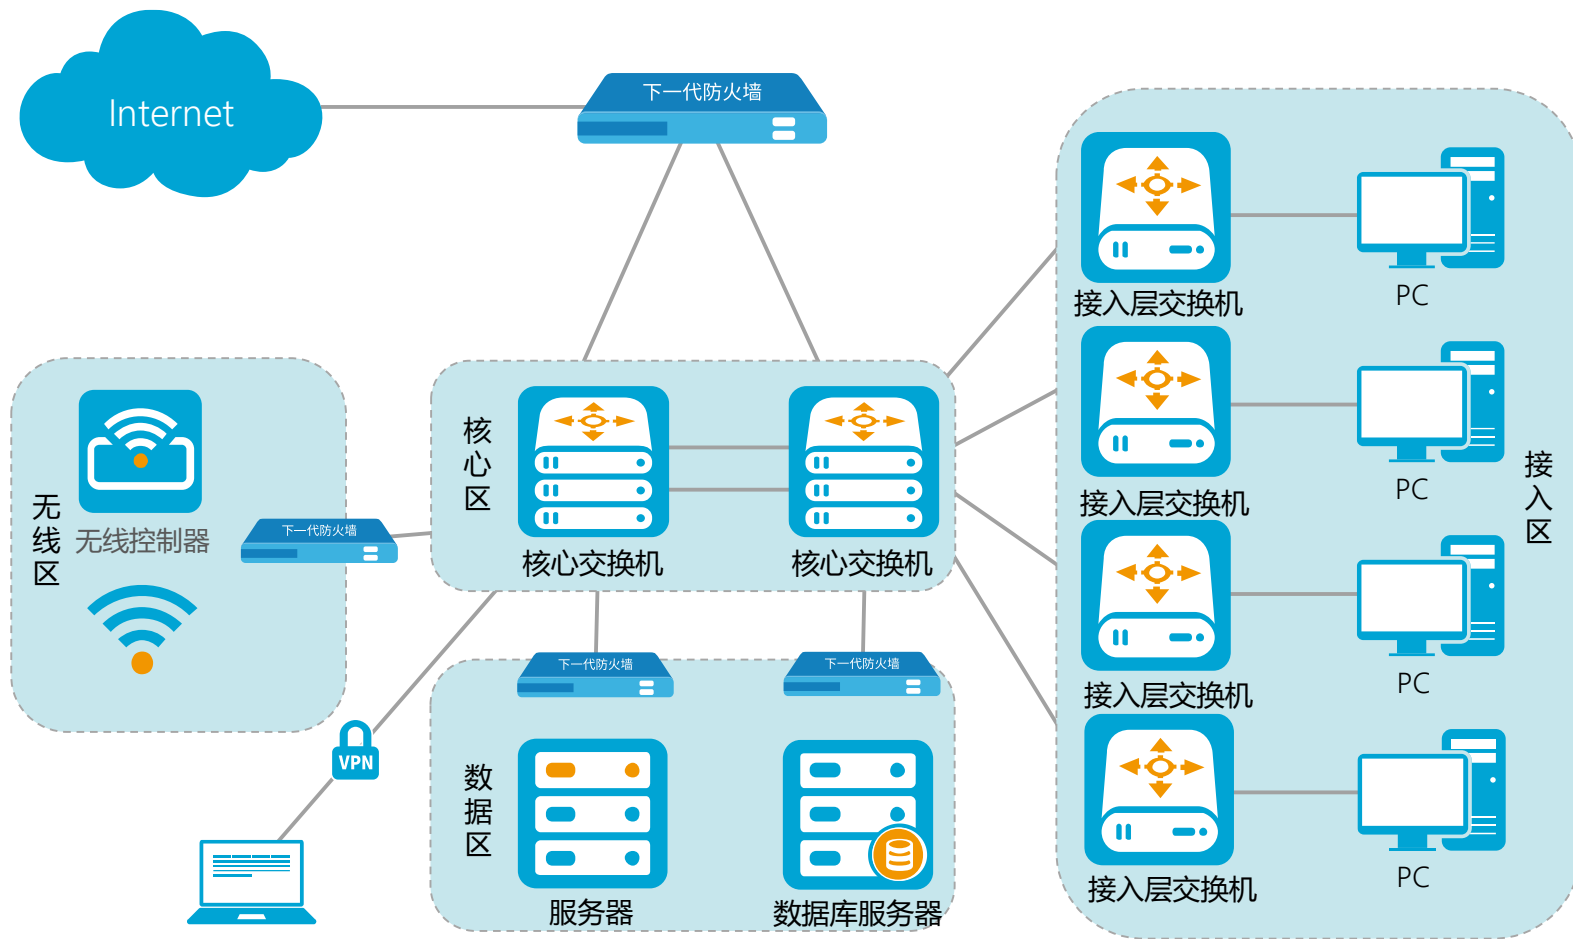 Internet
下一代防火墙
接入层交换机
PC
接入层交换机
PC
接入层交换机
PC
接入层交换机
PC
接入区
核心区
核心交换机
核心交换机
无线区
无线控制器
下一代防火墙
下一代防火墙
下一代防火墙
VPN
数据区
服务器
数据库服务器